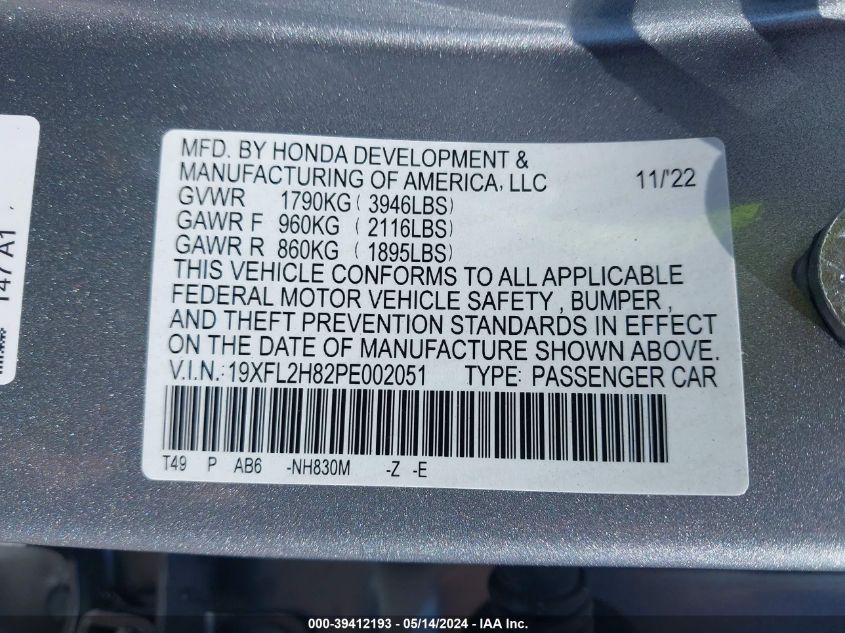 MFD. BY HONDA DEVELOPMENT &
MANUFACTURING OF AMERICA, LLC 11/'22
GVWR 1790KG ( 3946LBS)
GAWR F 960KG ( 2116LBS)
GAWR R 860KG ( 1895LBS)
THIS VEHICLE CONFORMS TO ALL APPLICABLE
FEDERAL MOTOR VEHICLE SAFETY , BUMPER ,
AND THEFT PREVENTION STANDARDS IN EFFECT
ON THE DATE OF MANUFACTURE SHOWN ABOVE.
V.I.N.: 19XFL2H82PE002051 TYPE: PASSENGER CAR
T49 P AB6 -NH830M -Z -E
147 A1
000-39412193 - 05/14/2024 - IAA Inc.